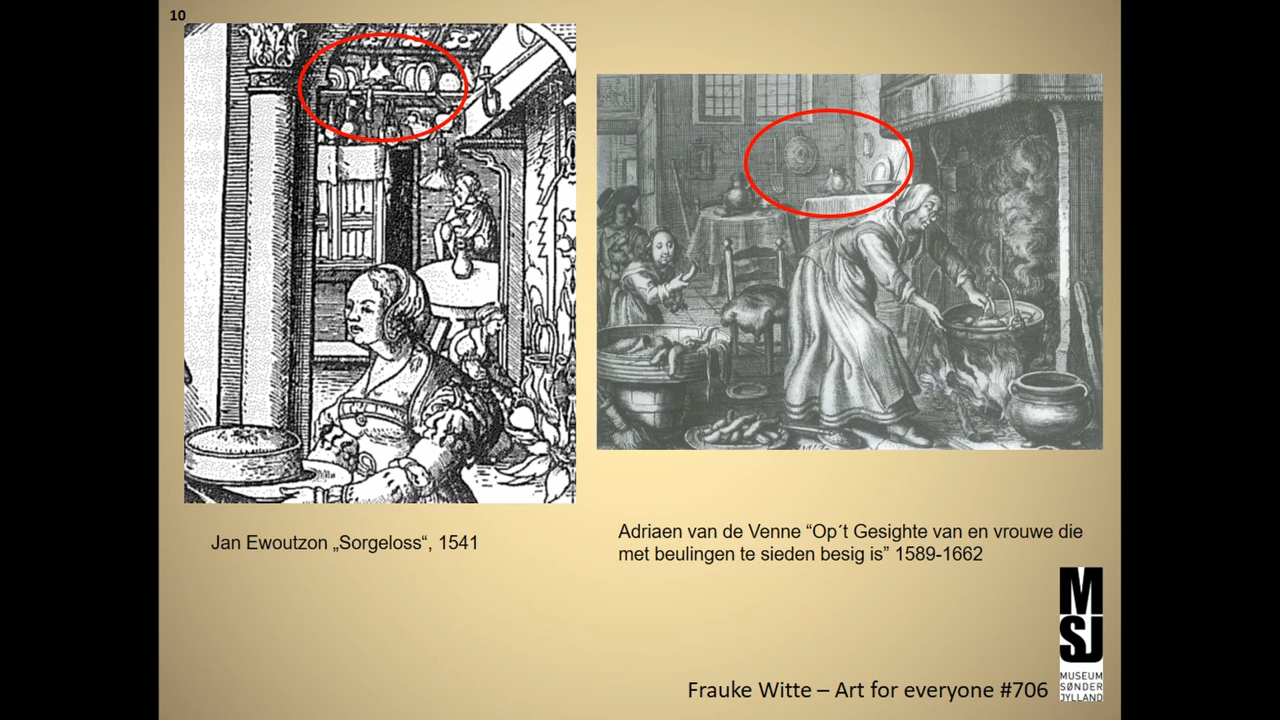 10
Jan Ewoutzon „Sorgeloss“, 1541
Adriaen van de Venne “Op´t Gesighte van en vrouwe die
met beulingen te sieden besig is” 1589-1662
MSJ
MUSEUM
SØNDER
JYLLAND
Frauke Witte – Art for everyone #706